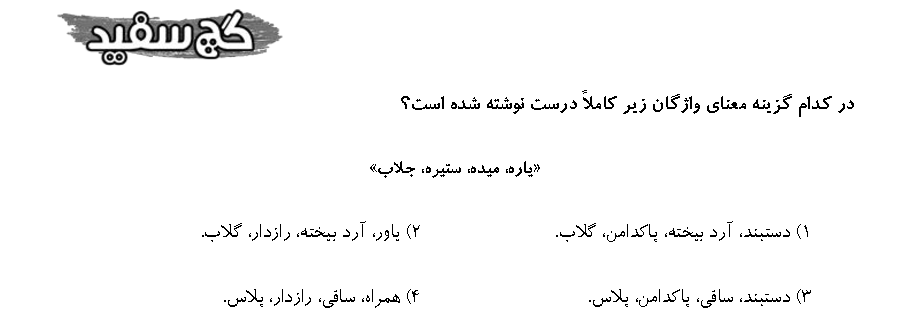 گچ سفید
در کدام گزینه معنای واژگان زیر کاملاً درست نوشته شده است؟
«یاره، میده، ستیره، جلاب»
۱) دستبند، آرد بیخته، پاکدامن، گلاب. ۲) یاور، آرد بیخته، رازدار، گلاب.
۳) دستبند، ساقی، پاکدامن، پلاس. ۴) همراه، ساقی، رازدار، پلاس.